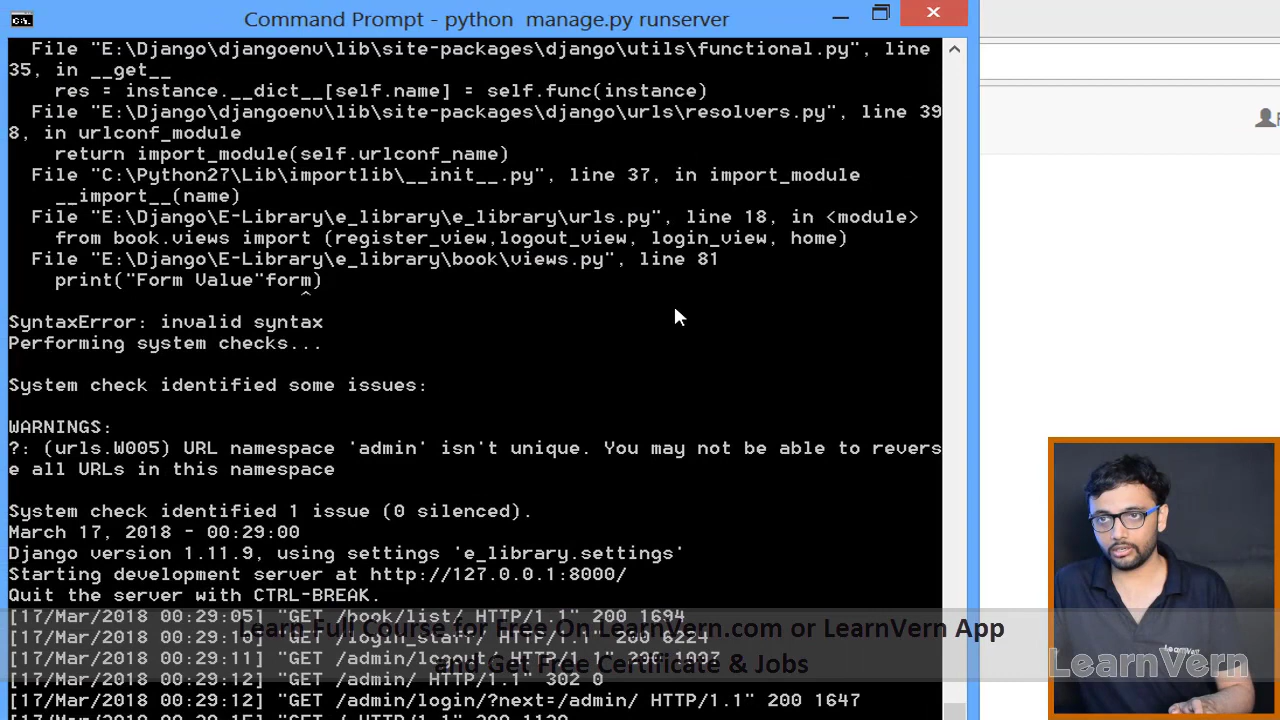 Command Prompt - python  manage.py runserver
File "E:\Django\djangoenv\lib\site-packages\django\utils\functional.py", line
35, in __get__
res = instance.__dict__[self.name] = self.func(instance)
File "E:\Django\djangoenv\lib\site-packages\django\urls\resolvers.py", line 39
8, in urlconf_module
return import_module(self.urlconf_name)
File "C:\Python27\Lib\importlib\__init__.py", line 37, in import_module
__import__(name)
File "E:\Django\E-Library\e_library\e_library\urls.py", line 18, in <module>
from book.views import (register_view,logout_view, login_view, home)
File "E:\Django\E-Library\e_library\book\views.py", line 81
print("Form Value"form)
^
SyntaxError: invalid syntax
Performing system checks...
System check identified some issues:
WARNINGS:
?: (urls.W005) URL namespace 'admin' isn't unique. You may not be able to revers
e all URLs in this namespace
System check identified 1 issue (0 silenced).
March 17, 2018 - 00:29:00
Django version 1.11.9, using settings 'e_library.settings'
Starting development server at http://127.0.0.1:8000/
Quit the server with CTRL-BREAK.
[17/Mar/2018 00:29:05] "GET /book/list/ HTTP/1.1" 200 1694
Learn Full Course for Free On LearnVern.com or LearnVern App
[17/Mar/2018 "GET HTTP/1.1" 200 6224
[17/Mar/2018 00:29:11] "GET /admin/logout/ HTTP/1.1" 200
and Get Free Certificate & Jobs
[17/Mar/2018 00:29:12] "GET /admin/ HTTP/1.1" 302 0
[17/Mar/2018 00:29:12] "GET /admin/login/?next=/admin/ HTTP/1.1" 200 1647
LearnVern